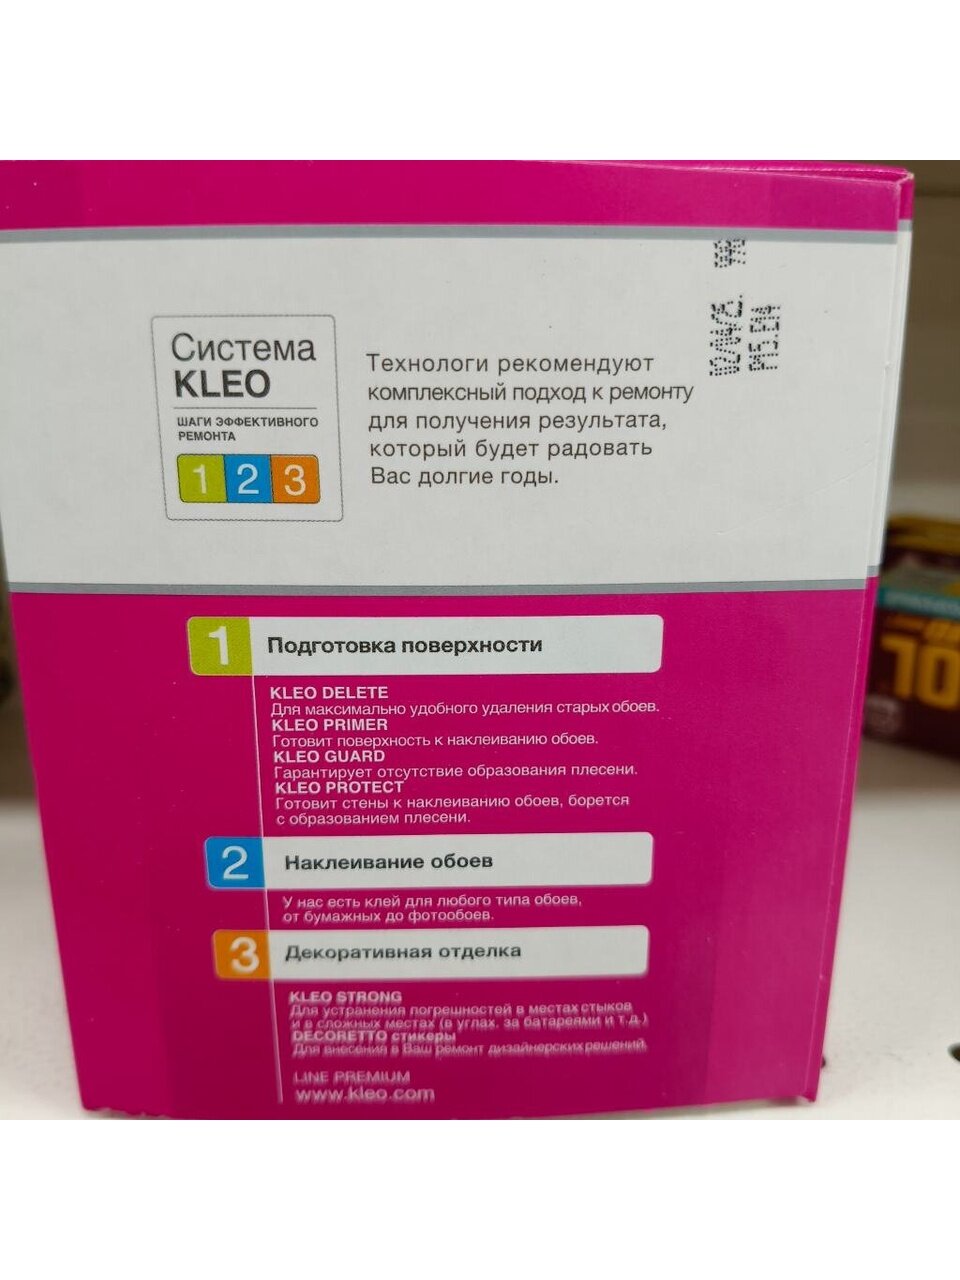 Система
KLEO
ШАГИ ЭФФЕКТИВНОГО
РЕМОНТА
1 2 3
Технологи рекомендуют
комплексный подход к ремонту
для получения результата,
который будет радовать
Вас долгие годы.
1 Подготовка поверхности
KLEO DELETE
Для максимально удобного удаления старых обоев.
KLEO PRIMER
Готовит поверхность к наклеиванию обоев.
KLEO GUARD
Гарантирует отсутствие образования плесени.
KLEO PROTECT
Готовит стены к наклеиванию обоев, борется
с образованием плесени.
2 Наклеивание обоев
У нас есть клей для любого типа обоев,
от бумажных до фотообоев.
3 Декоративная отделка
KLEO STRONG
Для устранения погрешностей в местах стыков
и в сложных местах (в углах. за батареями и т.д.)
DECORETTO стикеры
Для внесения в Ваш ремонт дизайнерских решений.
LINE PREMIUM
www.kleo.com
70